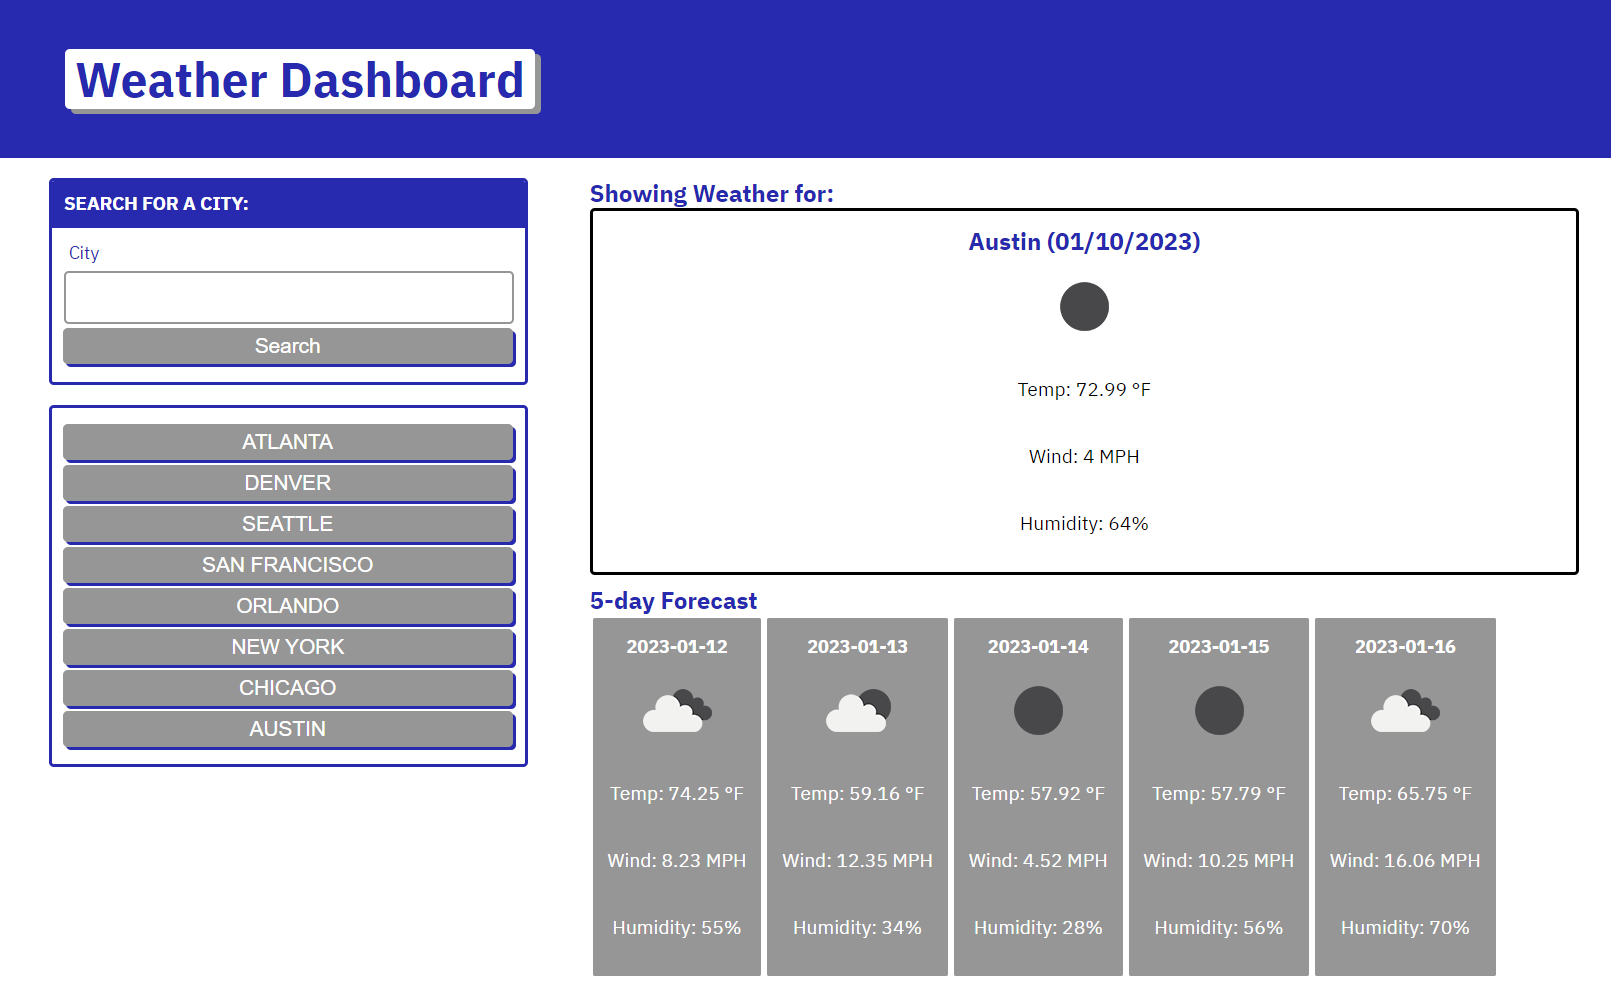 Weather Dashboard
SEARCH FOR A CITY:
City
Search
ATLANTA
DENVER
SEATTLE
SAN FRANCISCO
ORLANDO
NEW YORK
CHICAGO
AUSTIN
Showing Weather for:
Austin (01/10/2023)
Temp: 72.99 °F
Wind: 4 MPH
Humidity: 64%
5-day Forecast
2023-01-12
Temp: 74.25 °F
Wind: 8.23 MPH
Humidity: 55%
2023-01-13
Temp: 59.16 °F
Wind: 12.35 MPH
Humidity: 34%
2023-01-14
Temp: 57.92 °F
Wind: 4.52 MPH
Humidity: 28%
2023-01-15
Temp: 57.79 °F
Wind: 10.25 MPH
Humidity: 56%
2023-01-16
Temp: 65.75 °F
Wind: 16.06 MPH
Humidity: 70%